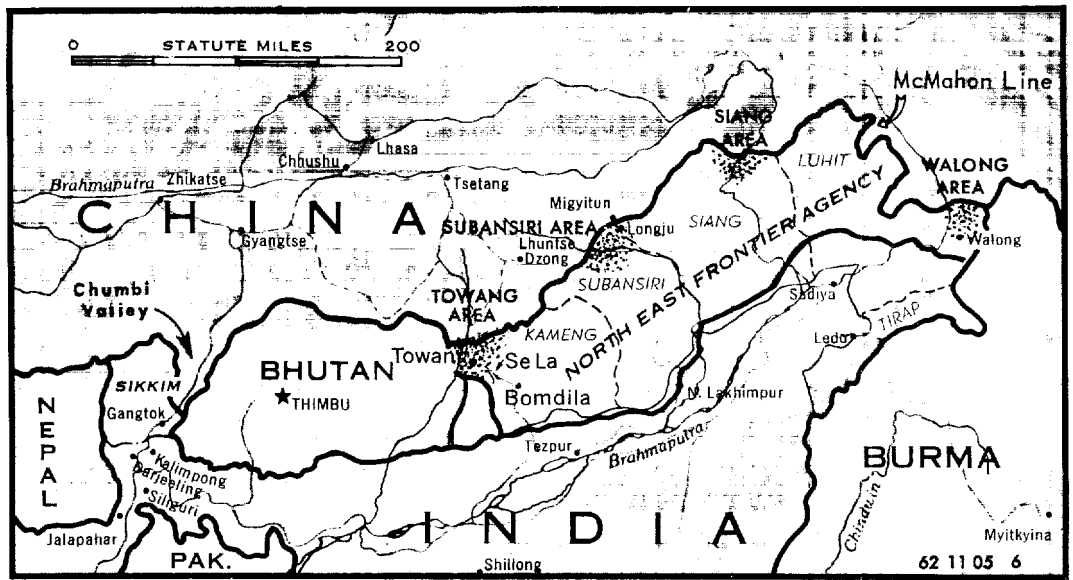 0 STATUTE MILES 200
McMahon Line
SIANG
AREA
LUHIT
WALONG
AREA
Lhasa
Chhushu
Brahmaputra
Zhikatse
Tsetang
Migyitun
SIANG
CHINA
SUBANSIRI AREA
Longju
Walong
Gyangtse
Lhuntse
Dzong
NORTH EAST FRONTIER AGENCY
SUBANSIRI
Chumbi
Valley
TOWANG
AREA
Sadiya
TIRAP
KAMENG
Ledo
Towang
Se La
BHUTAN
SIKKIM
THIMBU
Bomdila
N. Lakhimpur
NEPAL
Gangtok
Tezpur
Brahmaputra
BURMA
Kalimpong
Darjeeling
Siliguri
INDIA
Chindwin
Jalapahar
Myitkyina
PAK.
Shillong
62 11 05 6